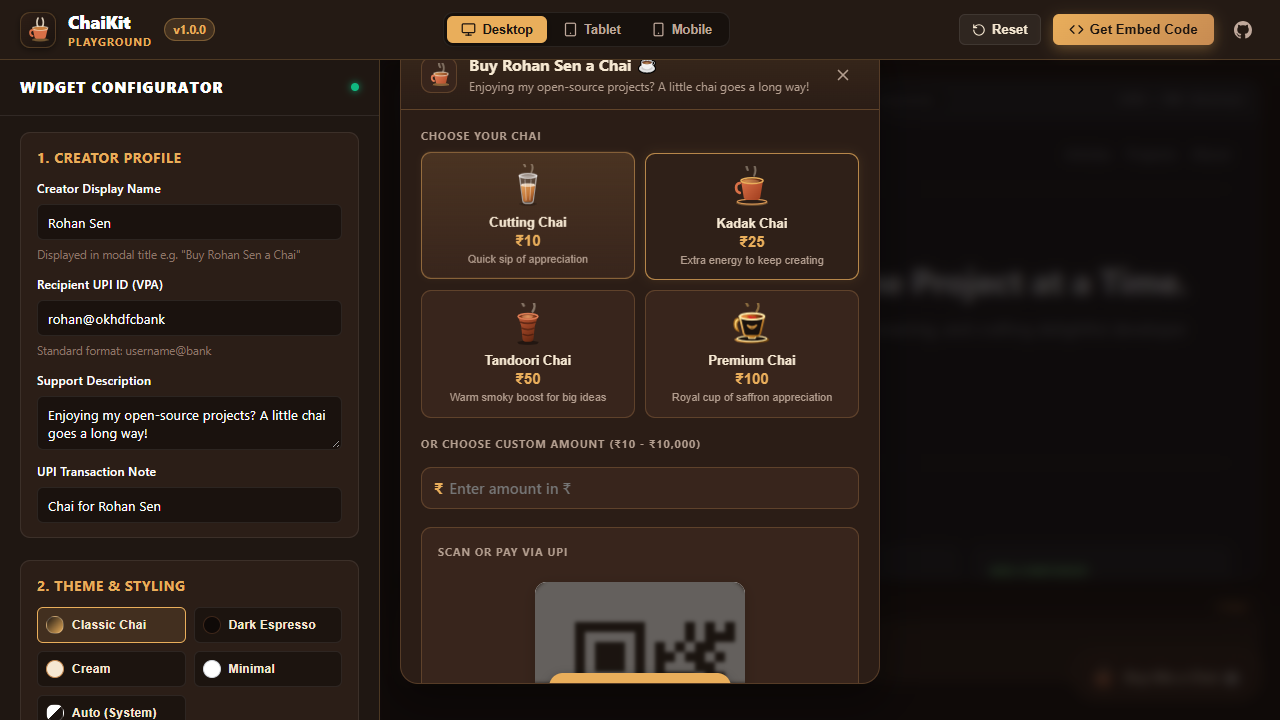 ChaiKit
PLAYGROUND
v1.0.0
Desktop
Tablet
Mobile
Reset
<> Get Embed Code
WIDGET CONFIGURATOR
1. CREATOR PROFILE
Creator Display Name
Rohan Sen
Displayed in modal title e.g. "Buy Rohan Sen a Chai"
Recipient UPI ID (VPA)
rohan@okhdfcbank
Standard format: username@bank
Support Description
Enjoying my open-source projects? A little chai
goes a long way!
UPI Transaction Note
Chai for Rohan Sen
2. THEME & STYLING
Classic Chai
Dark Espresso
Cream
Minimal
Auto (System)
Buy Rohan Sen a Chai ☕
Enjoying my open-source projects? A little chai goes a long way!
CHOOSE YOUR CHAI
Cutting Chai
₹10
Quick sip of appreciation
Kadak Chai
₹25
Extra energy to keep creating
Tandoori Chai
₹50
Warm smoky boost for big ideas
Premium Chai
₹100
Royal cup of saffron appreciation
OR CHOOSE CUSTOM AMOUNT (₹10 - ₹10,000)
₹ Enter amount in ₹
SCAN OR PAY VIA UPI
Project at a Time.